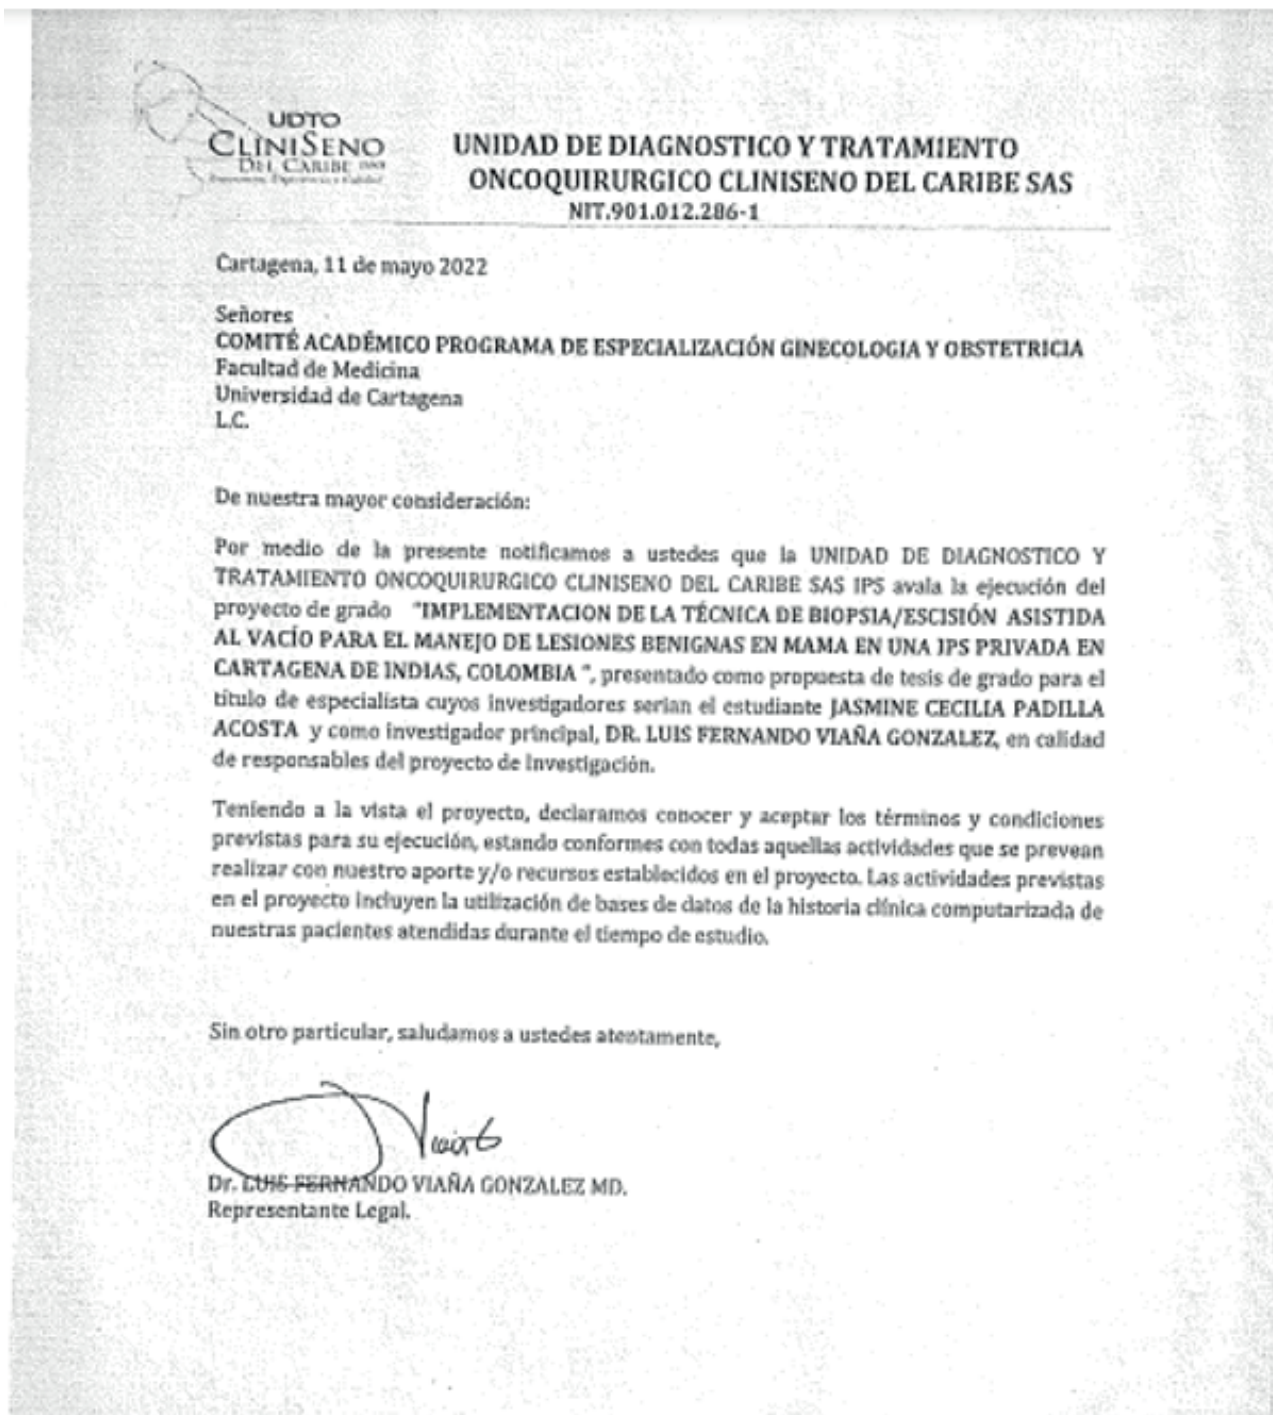 UDTO
CLINISENO
DEL CARIBE
UNIDAD DE DIAGNOSTICO Y TRATAMIENTO
ONCOQUIRURGICO CLINISENO DEL CARIBE SAS
NIT.901.012.286-1
Cartagena, 11 de mayo 2022
Señores
COMITÉ ACADÉMICO PROGRAMA DE ESPECIALIZACIÓN GINECOLOGIA Y OBSTETRICIA
Facultad de Medicina
Universidad de Cartagena
L.C.
De nuestra mayor consideración:
Por medio de la presente notificamos a ustedes que la UNIDAD DE DIAGNOSTICO Y
TRATAMIENTO ONCOQUIRURGICO CLINISENO DEL CARIBE SAS IPS avala la ejecución del
proyecto de grado "IMPLEMENTACION DE LA TÉCNICA DE BIOPSIA/ESCISIÓN ASISTIDA
AL VACÍO PARA EL MANEJO DE LESIONES BENIGNAS EN MAMA EN UNA IPS PRIVADA EN
CARTAGENA DE INDIAS, COLOMBIA ", presentado como propuesta de tesis de grado para el
título de especialista cuyos investigadores serian el estudiante JASMINE CECILIA PADILLA
ACOSTA y como investigador principal, DR. LUIS FERNANDO VIAÑA GONZALEZ, en calidad
de responsables del proyecto de Investigación.
Teniendo a la vista el proyecto, declaramos conocer y aceptar los términos y condiciones
previstas para su ejecución, estando conformes con todas aquellas actividades que se prevean
realizar con nuestro aporte y/o recursos establecidos en el proyecto. Las actividades previstas
en el proyecto incluyen la utilización de bases de datos de la historia clínica computarizada de
nuestras pacientes atendidas durante el tiempo de estudio.
Sin otro particular, saludamos a ustedes atentamente,
Dr. LUIS FERNANDO VIAÑA GONZALEZ MD.
Representante Legal.